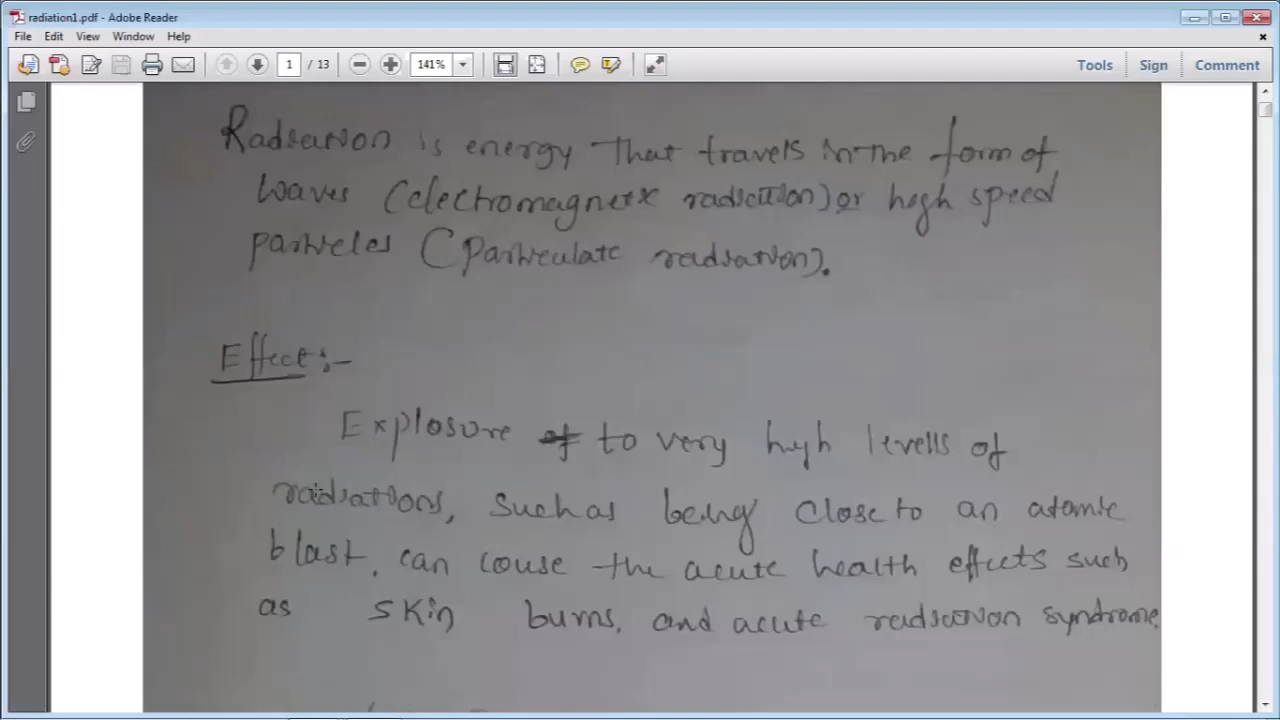 radiation1.pdf - Adobe Reader
File Edit View Window Help
1 / 13 141% Tools Sign Comment
Radiation is energy that travels in the form of
waves (electromagnetic radiation) or high speed
particles (Particulate radiation).
Effect :-
Explosure of to very high levels of
radiations, such as being close to an atomic
blast, can couse the acute health effects such
as skin burns, and acute radiation syndrome.